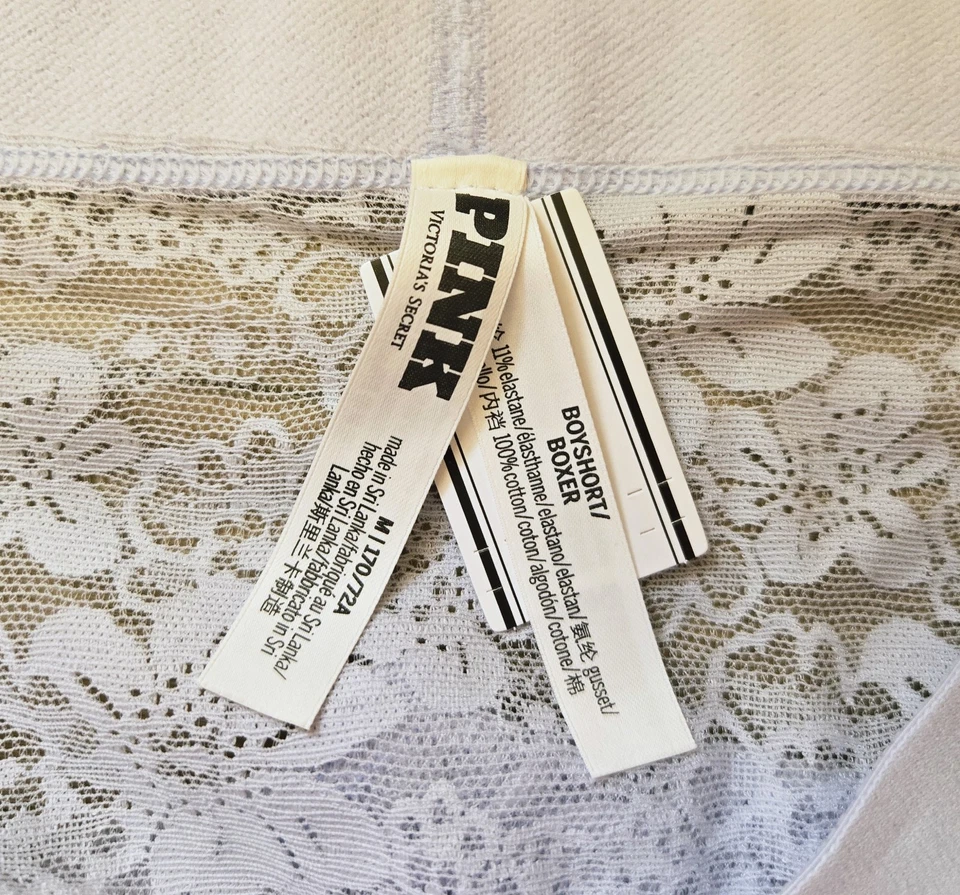 PINK
VICTORIA'S SECRET
M | 170/72A
made in Sri Lanka/fabriqué au Sri Lanka/
hecho en Sri Lanka/fabbricato in Sri
Lanka/斯里兰卡制造
BOYSHORT/
BOXER
11% elastane/élasthanne/elastano/elastan/氨纶 gusset/
/内裆 100% cotton/coton/algodón/cotone/棉